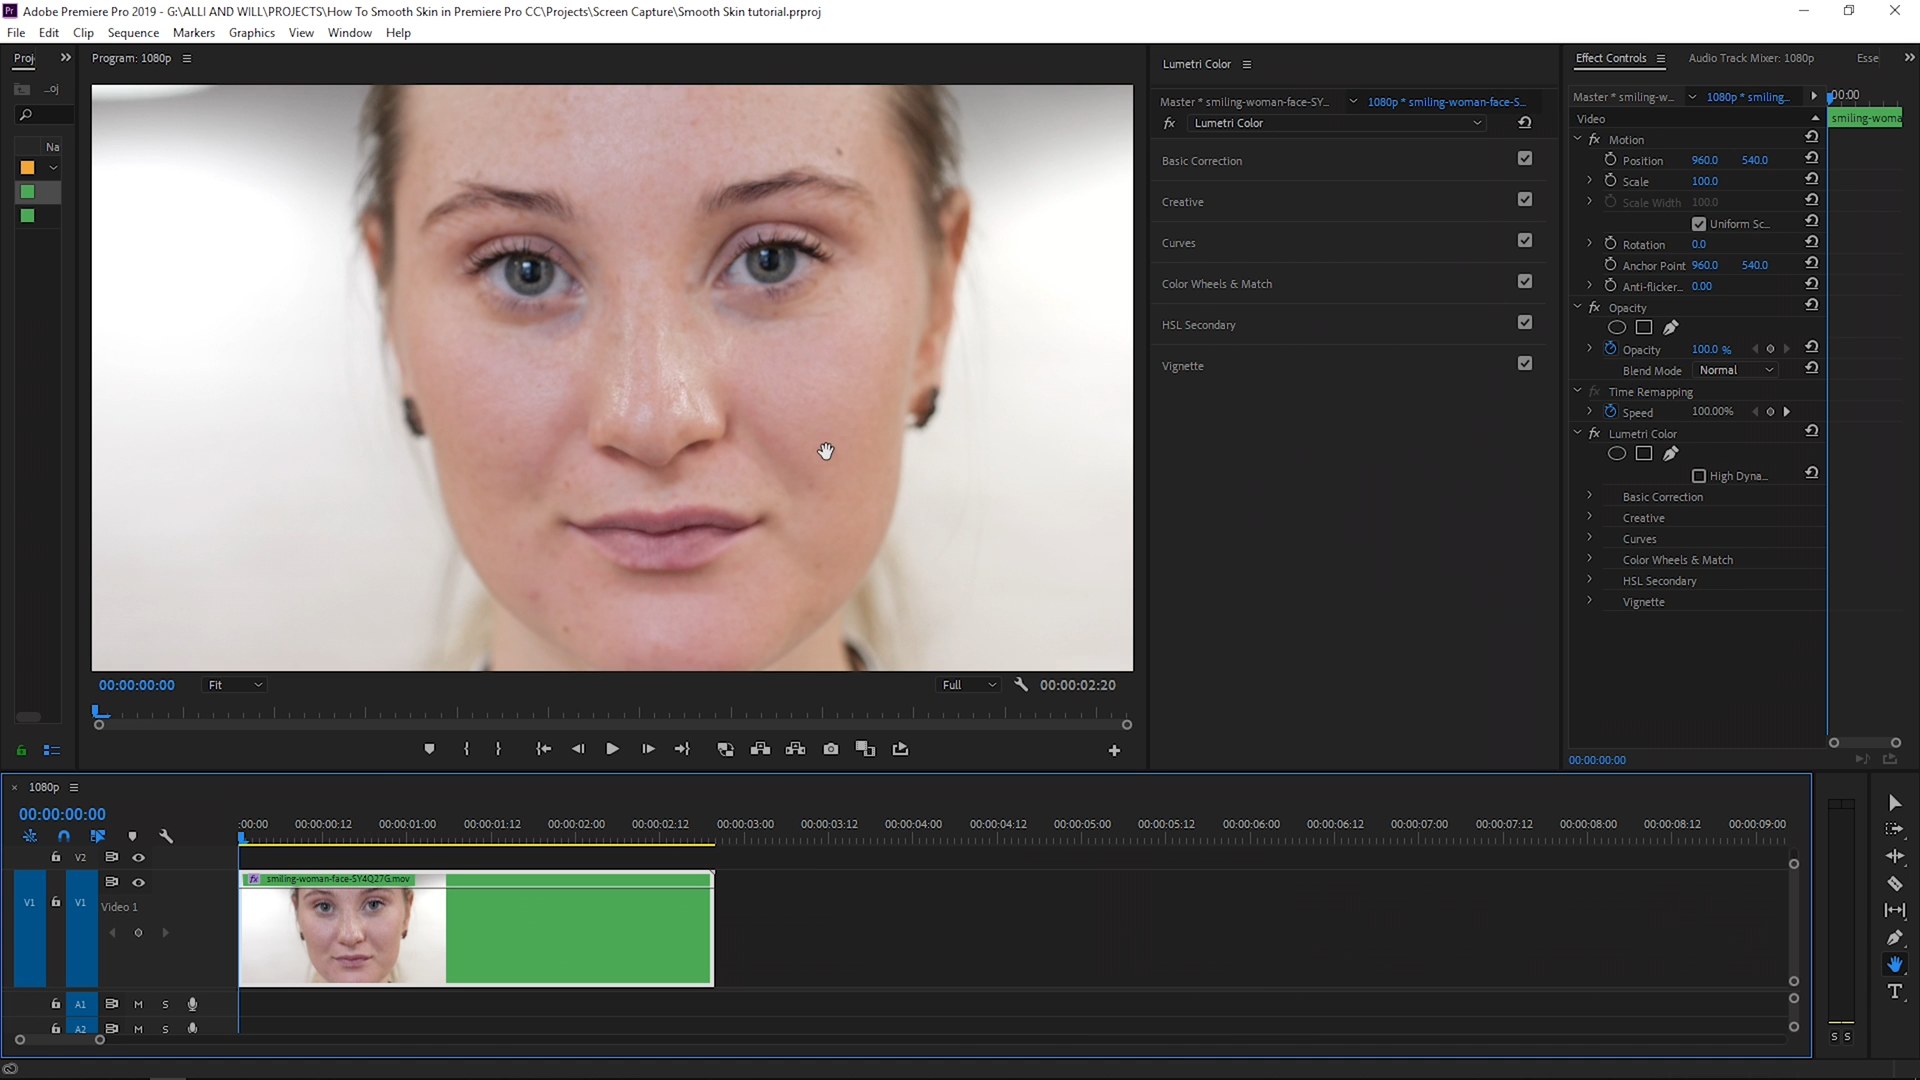 Adobe Premiere Pro 2019 - G:\ALLI AND WILL\PROJECTS\How To Smooth Skin in Premiere Pro CC\Projects\Screen Capture\Smooth Skin tutorial.prproj
File Edit Clip Sequence Markers Graphics View Window Help
Proj
Program: 1080p
_oj
Na
00:00:00:00
Fit
Full
00:00:02:20
Lumetri Color
Master * smiling-woman-face-SY...
1080p * smiling-woman-face-S...
fx Lumetri Color
Basic Correction
Creative
Curves
Color Wheels & Match
HSL Secondary
Vignette
Effect Controls
Audio Track Mixer: 1080p
Esse
Master * smiling-w...
1080p * smiling...
00:00
Video
smiling-woma
fx Motion
Position 960.0 540.0
Scale 100.0
Scale Width 100.0
Uniform Sc...
Rotation 0.0
Anchor Point 960.0 540.0
Anti-flicker... 0.00
fx Opacity
Opacity 100.0 %
Blend Mode Normal
fx Time Remapping
Speed 100.00%
fx Lumetri Color
High Dyna...
Basic Correction
Creative
Curves
Color Wheels & Match
HSL Secondary
Vignette
00:00:00:00
× 1080p
00:00:00:00
:00:00 00:00:00:12 00:00:01:00 00:00:01:12 00:00:02:00 00:00:02:12 00:00:03:00 00:00:03:12 00:00:04:00 00:00:04:12 00:00:05:00 00:00:05:12 00:00:06:00 00:00:06:12 00:00:07:00 00:00:07:12 00:00:08:00 00:00:08:12 00:00:09:00
V2
fx smiling-woman-face-SY4Q27G.mov
V1 V1
Video 1
A1 M S
A2 M S
S S